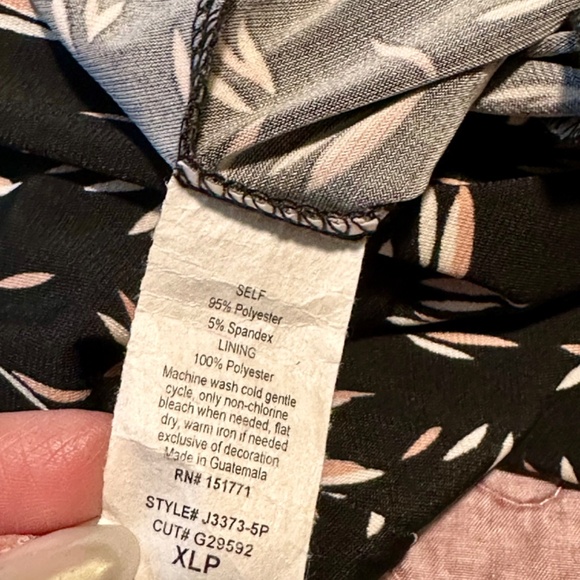 SELF
95% Polyester
5% Spandex
LINING
100% Polyester
Machine wash cold gentle
cycle, only non-chlorine
bleach when needed, flat
dry, warm iron if needed
exclusive of decoration
Made in Guatemala
RN# 151771
STYLE# J3373-5P
CUT# G29592
XLP